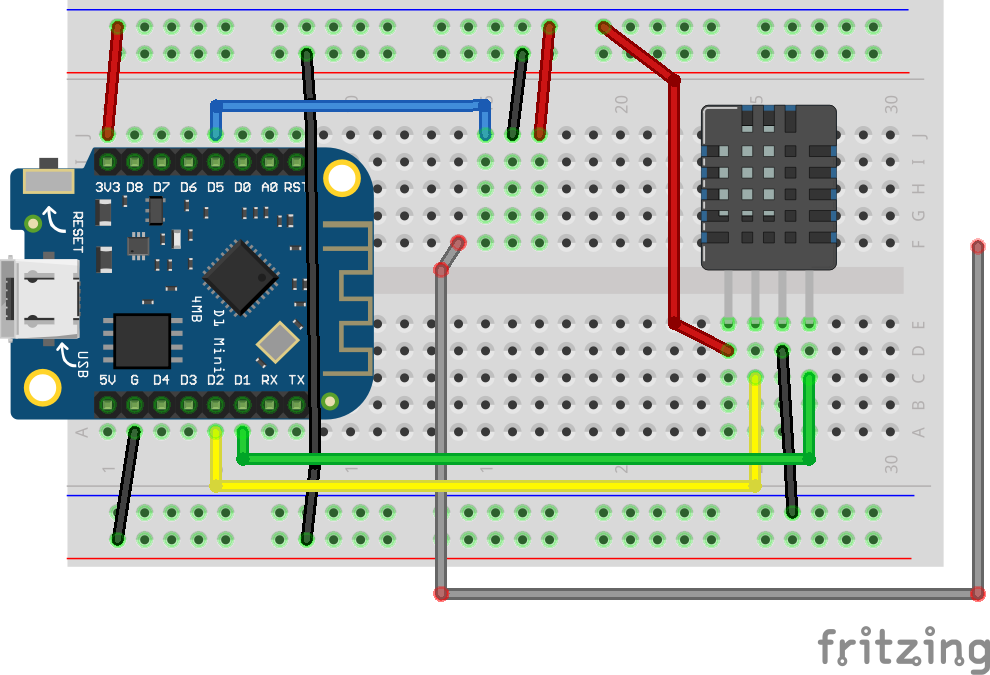 20
30
J
J
I
H
G
F
3V3 D8 D7 D6 D5 D0 A0 RST
RESET
4MB
D1 Mini
USB
5V G D4 D3 D2 D1 RX TX
E
D
C
B
A
A
1
30
fritzing